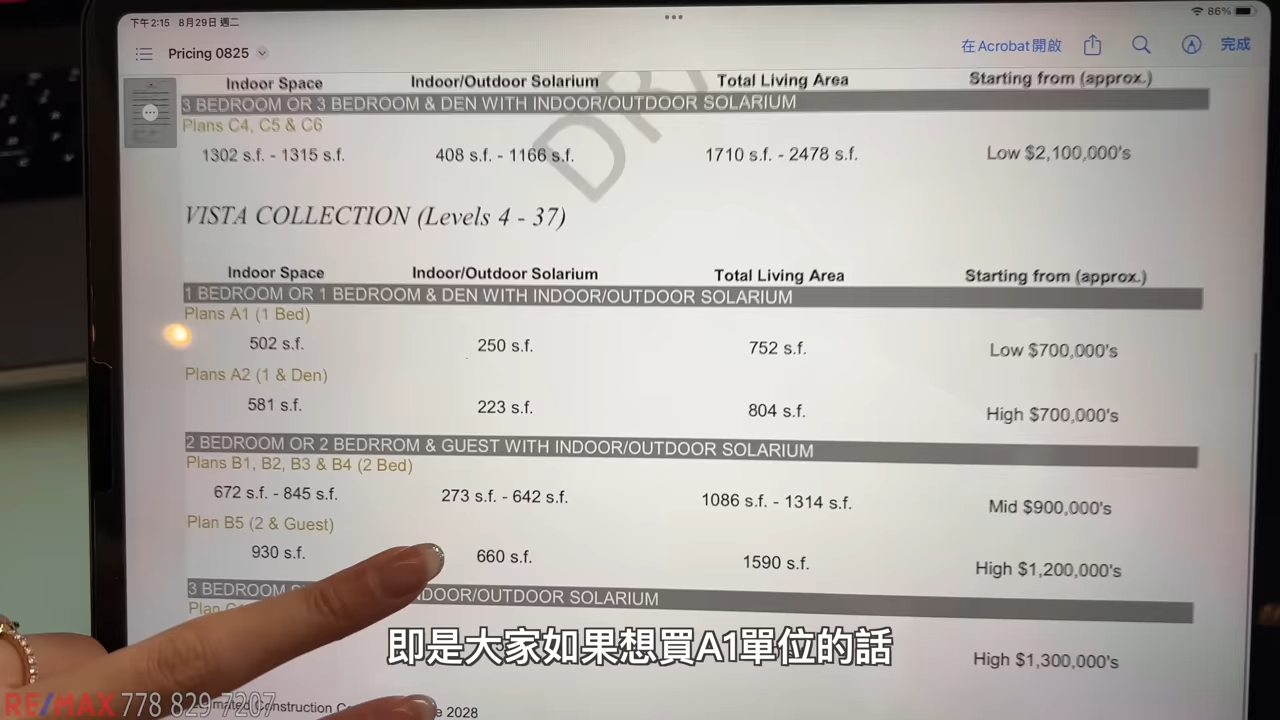 下午2:15 8月29日 週二
86%
Pricing 0825
在Acrobat開啟
完成
Indoor Space Indoor/Outdoor Solarium Total Living Area Starting from (approx.)
3 BEDROOM OR 3 BEDROOM & DEN WITH INDOOR/OUTDOOR SOLARIUM
Plans C4, C5 & C6
1302 s.f. - 1315 s.f. 408 s.f. - 1166 s.f. 1710 s.f. - 2478 s.f. Low $2,100,000's
VISTA COLLECTION (Levels 4 - 37)
Indoor Space Indoor/Outdoor Solarium Total Living Area Starting from (approx.)
1 BEDROOM OR 1 BEDROOM & DEN WITH INDOOR/OUTDOOR SOLARIUM
Plans A1 (1 Bed)
502 s.f. 250 s.f. 752 s.f. Low $700,000's
Plans A2 (1 & Den)
581 s.f. 223 s.f. 804 s.f. High $700,000's
2 BEDROOM OR 2 BEDRROM & GUEST WITH INDOOR/OUTDOOR SOLARIUM
Plans B1, B2, B3 & B4 (2 Bed)
672 s.f. - 845 s.f. 273 s.f. - 642 s.f. 1086 s.f. - 1314 s.f. Mid $900,000's
Plan B5 (2 & Guest)
930 s.f. 660 s.f. 1590 s.f. High $1,200,000's
3 BEDROOM DOOR/OUTDOOR SOLARIUM
Plan
High $1,300,000's
即是大家如果想買A1單位的話
RE/MAX 778 829 7207
Construction 2028